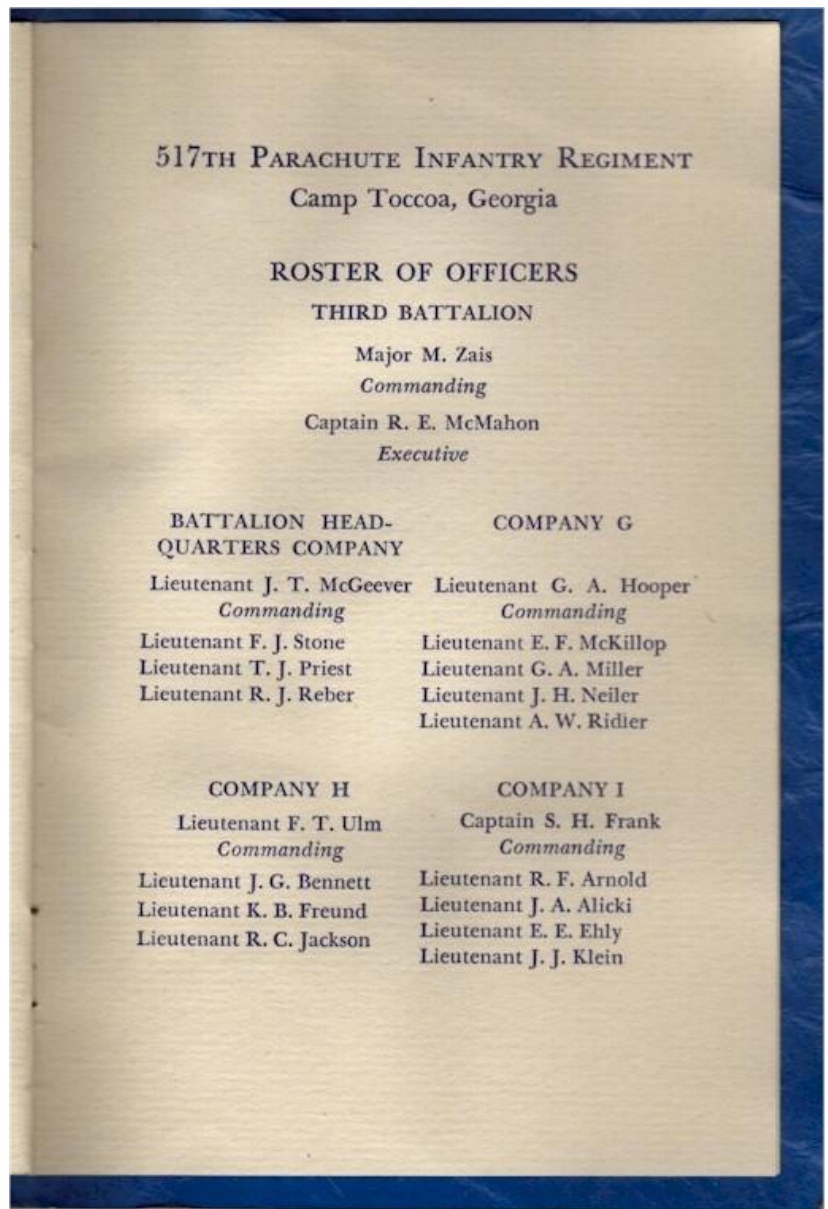 517TH PARACHUTE INFANTRY REGIMENT
Camp Toccoa, Georgia
ROSTER OF OFFICERS
THIRD BATTALION
Major M. Zais
Commanding
Captain R. E. McMahon
Executive
BATTALION HEAD-
QUARTERS COMPANY
Lieutenant J. T. McGeever
Commanding
Lieutenant F. J. Stone
Lieutenant T. J. Priest
Lieutenant R. J. Reber
COMPANY G
Lieutenant G. A. Hooper
Commanding
Lieutenant E. F. McKillop
Lieutenant G. A. Miller
Lieutenant J. H. Neiler
Lieutenant A. W. Ridler
COMPANY H
Lieutenant F. T. Ulm
Commanding
Lieutenant J. G. Bennett
Lieutenant K. B. Freund
Lieutenant R. C. Jackson
COMPANY I
Captain S. H. Frank
Commanding
Lieutenant R. F. Arnold
Lieutenant J. A. Alicki
Lieutenant E. E. Ehly
Lieutenant J. J. Klein